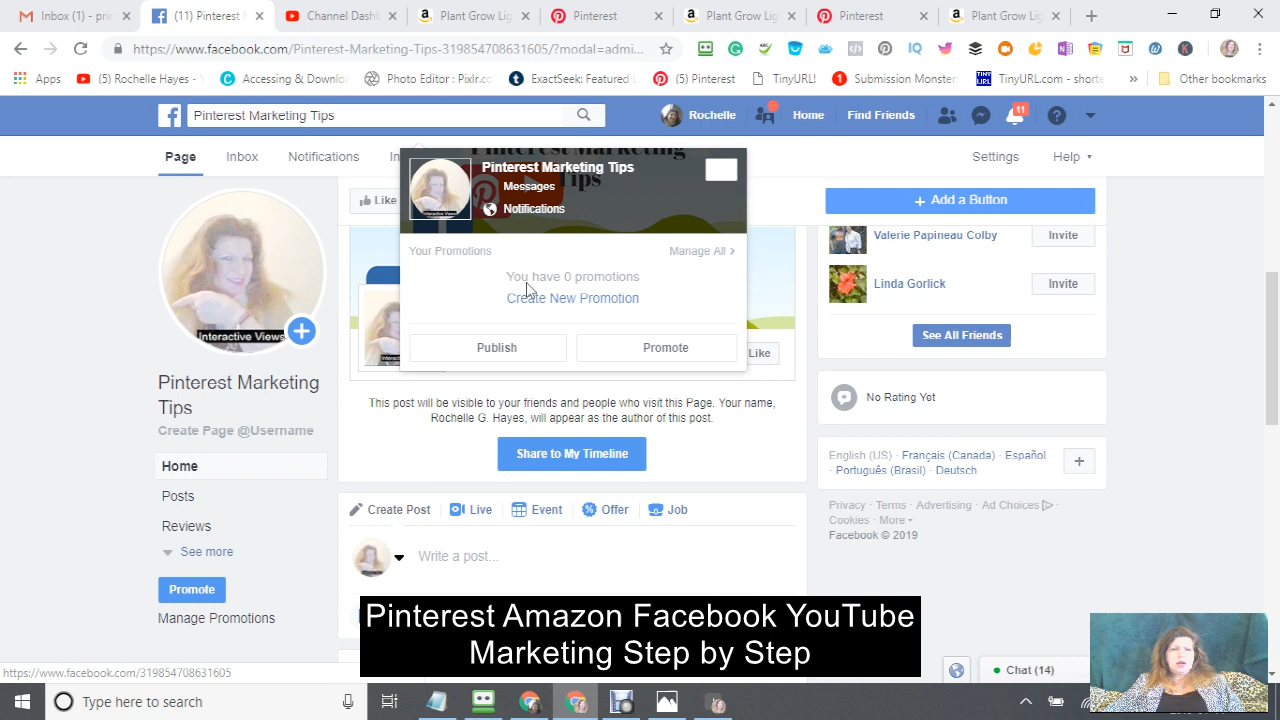 Inbox (1) - prin
(11) Pinterest M
Channel Dashb
Plant Grow Lig
Pinterest
Plant Grow Lig
Pinterest
Plant Grow Lig
https://www.facebook.com/Pinterest-Marketing-Tips-319854708631605/?modal=admi...
Apps
(5) Rochelle Hayes -
Accessing & Downlo
Photo Editor : Pixlr.co
ExactSeek: Featured L
(5) Pinterest
TinyURL!
Submission Monster
TinyURL.com - shorte
Other bookmarks
Pinterest Marketing Tips
Rochelle
Home
Find Friends
11
Page
Inbox
Notifications
In
Settings
Help
Pinterest Marketing Tips
Messages
Notifications
Like
Add a Button
Your Promotions
Manage All
You have 0 promotions
Create New Promotion
Publish
Promote
Like
Valerie Papineau Colby
Invite
Linda Gorlick
Invite
See All Friends
No Rating Yet
English (US) · Français (Canada) · Español
· Português (Brasil) · Deutsch
Privacy · Terms · Advertising · Ad Choices
Cookies · More
Facebook © 2019
Interactive Views
Pinterest Marketing
Tips
Create Page @Username
Home
Posts
Reviews
See more
Promote
Manage Promotions
This post will be visible to your friends and people who visit this Page. Your name,
Rochelle G. Hayes, will appear as the author of this post.
Share to My Timeline
Create Post
Live
Event
Offer
Job
Write a post...
Pinterest Amazon Facebook YouTube
Marketing Step by Step
https://www.facebook.com/319854708631605
Chat (14)
Type here to search